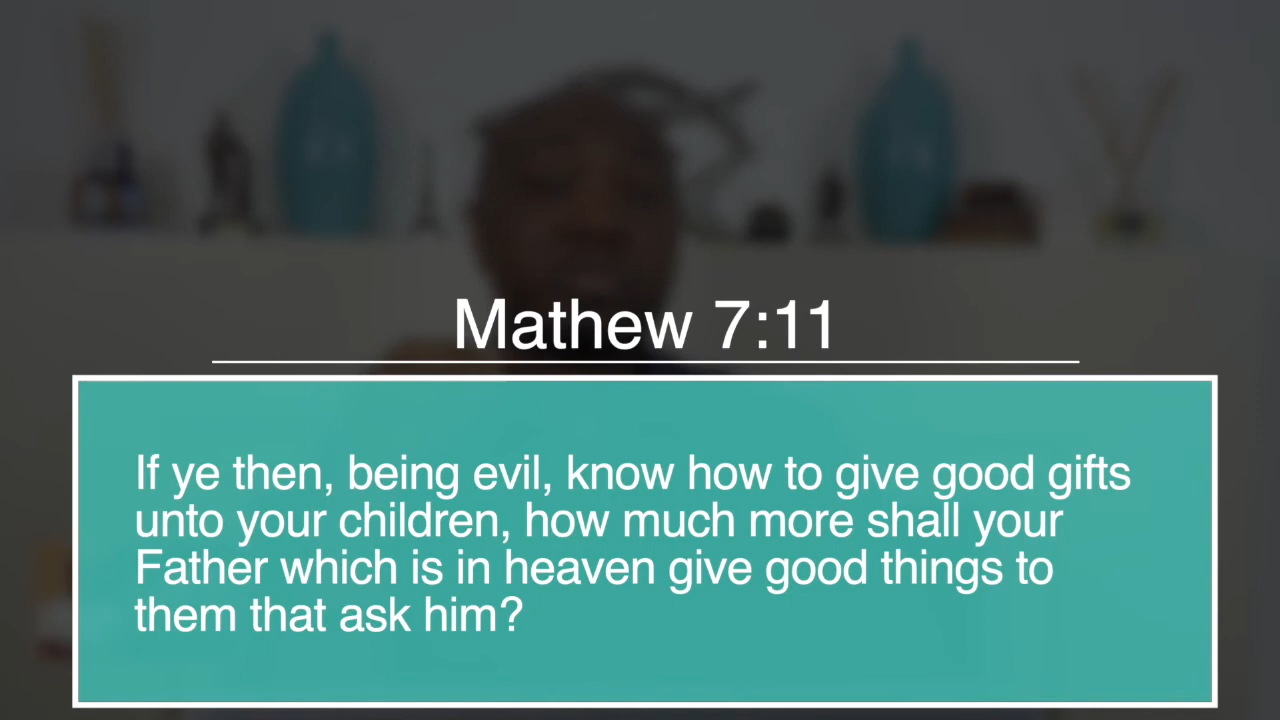 Mathew 7:11
If ye then, being evil, know how to give good gifts
unto your children, how much more shall your
Father which is in heaven give good things to
them that ask him?